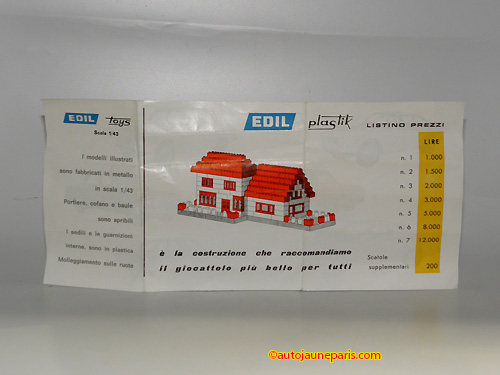 EDIL toys
Scala 1/43
I modelli illustrati
sono fabbricati in metallo
in scala 1/43
Portiere, cofano e baule
sono apribili
I sedili e le guarnizioni
interne, sono in plastica
Molleggiamento sulle ruote
EDIL plastik
è la costruzione che raccomandiamo
il giocattolo più bello per tutti
LISTINO PREZZI
LIRE
n. 1 1.000
n. 2 1.500
n. 3 2.000
n. 4 3.000
n. 5 5.000
n. 6 8.000
n. 7 12.000
Scatole
supplementari 200
©autojauneparis.com